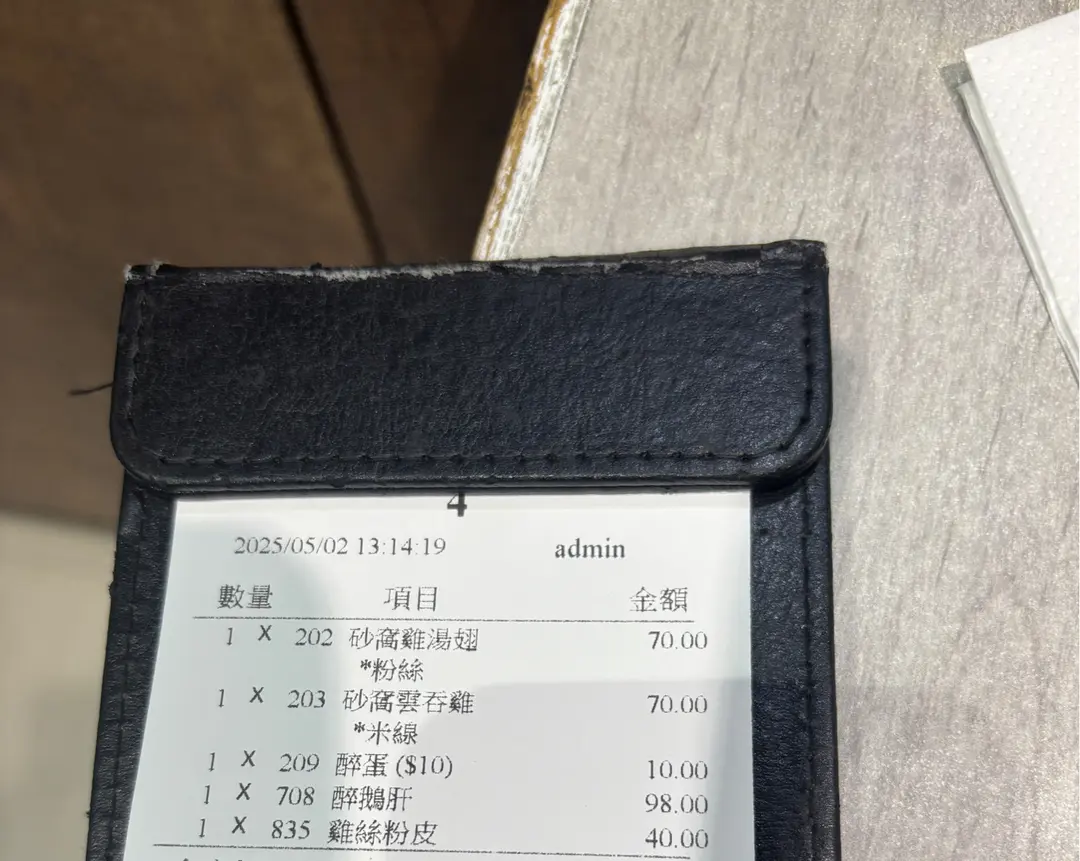 4
2025/05/02 13:14:19 admin
數量 項目 金額
1 X 202 砂窩雞湯翅 70.00
*粉絲
1 X 203 砂窩雲吞雞 70.00
*米線
1 X 209 醉蛋 ($10) 10.00
1 X 708 醉鵝肝 98.00
1 X 835 雞絲粉皮 40.00